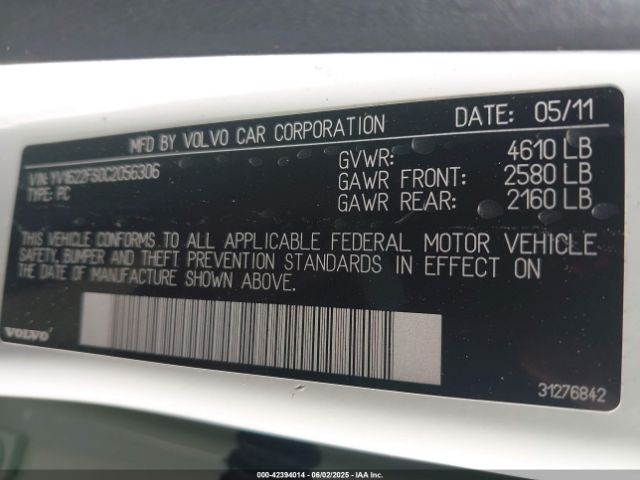 MFD BY VOLVO CAR CORPORATION DATE: 05/11
VIN: YV1622FS0C2056306
TYPE: PC
GVWR: 4610 LB
GAWR FRONT: 2580 LB
GAWR REAR: 2160 LB
THIS VEHICLE CONFORMS TO ALL APPLICABLE FEDERAL MOTOR VEHICLE
SAFETY, BUMPER AND THEFT PREVENTION STANDARDS IN EFFECT ON
THE DATE OF MANUFACTURE SHOWN ABOVE.
VOLVO
31276842
000-42394014 - 06/02/2025 - IAA Inc.